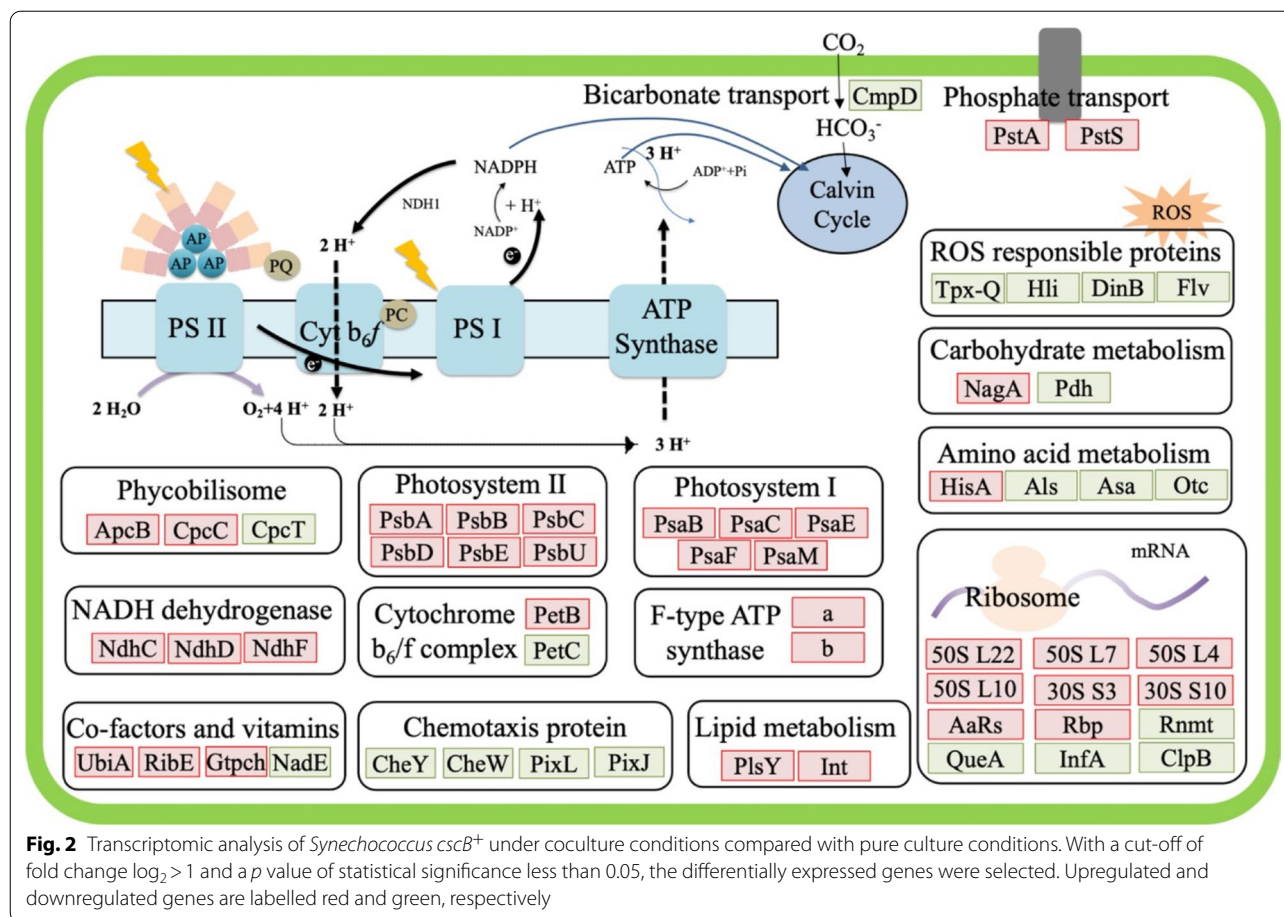 CO₂
Bicarbonate transport
CmpD
HCO₃⁻
Phosphate transport
PstA PstS
NADPH
NDH1
+ H⁺
NADP⁺
e⁻
ATP
3 H⁺
ADP⁺+Pi
Calvin
Cycle
ROS
AP
AP AP
PQ
2 H⁺
PS II
Cyt b₆f
PC
PS I
ATP
Synthase
e⁻
2 H₂O
O₂+4 H⁺
2 H⁺
3 H⁺
ROS responsible proteins
Tpx-Q Hli DinB Flv
Carbohydrate metabolism
NagA Pdh
Amino acid metabolism
HisA Als Asa Otc
Phycobilisome
ApcB CpcC CpcT
Photosystem II
PsbA PsbB PsbC
PsbD PsbE PsbU
Photosystem I
PsaB PsaC PsaE
PsaF PsaM
NADH dehydrogenase
NdhC NdhD NdhF
Cytochrome PetB
b₆/f complex PetC
F-type ATP a
synthase b
mRNA
Ribosome
50S L22 50S L7 50S L4
50S L10 30S S3 30S S10
AaRs Rbp Rnmt
QueA InfA ClpB
Co-factors and vitamins
UbiA RibE Gtpch NadE
Chemotaxis protein
CheY CheW PixL PixJ
Lipid metabolism
PlsY Int
Fig. 2 Transcriptomic analysis of Synechococcus cscB⁺ under coculture conditions compared with pure culture conditions. With a cut-off of
fold change log₂ > 1 and a p value of statistical significance less than 0.05, the differentially expressed genes were selected. Upregulated and
downregulated genes are labelled red and green, respectively